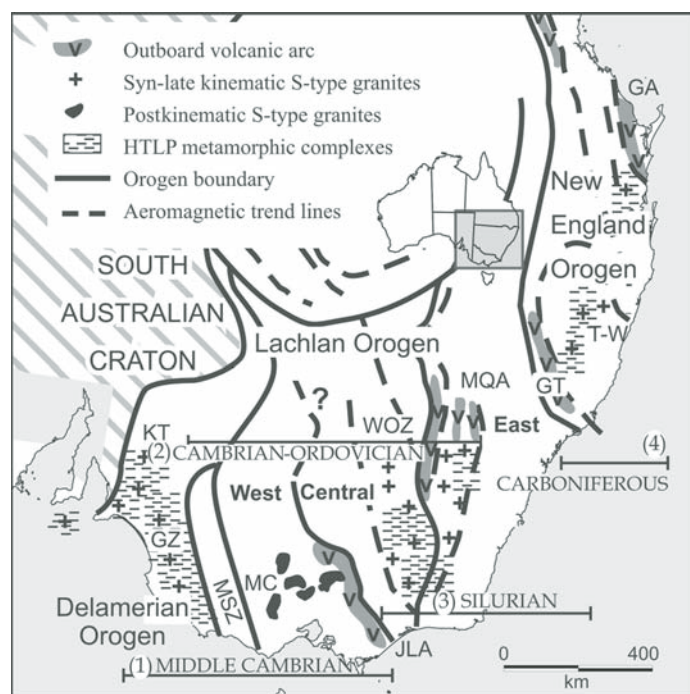 Outboard volcanic arc
Syn-late kinematic S-type granites
Postkinematic S-type granites
HTLP metamorphic complexes
Orogen boundary
Aeromagnetic trend lines
GA
New
England
Orogen
SOUTH
AUSTRALIAN
CRATON
Lachlan Orogen
T-W
GT
MQA
?
WOZ
East
KT
(2) CAMBRIAN-ORDOVICIAN
(4)
CARBONIFEROUS
West
Central
GZ
MC
MSZ
Delamerian
Orogen
(3) SILURIAN
JLA
(1) MIDDLE CAMBRIAN
0 400
km
V
V
V
V
V
V
V
V
V
V
V
V
V
V